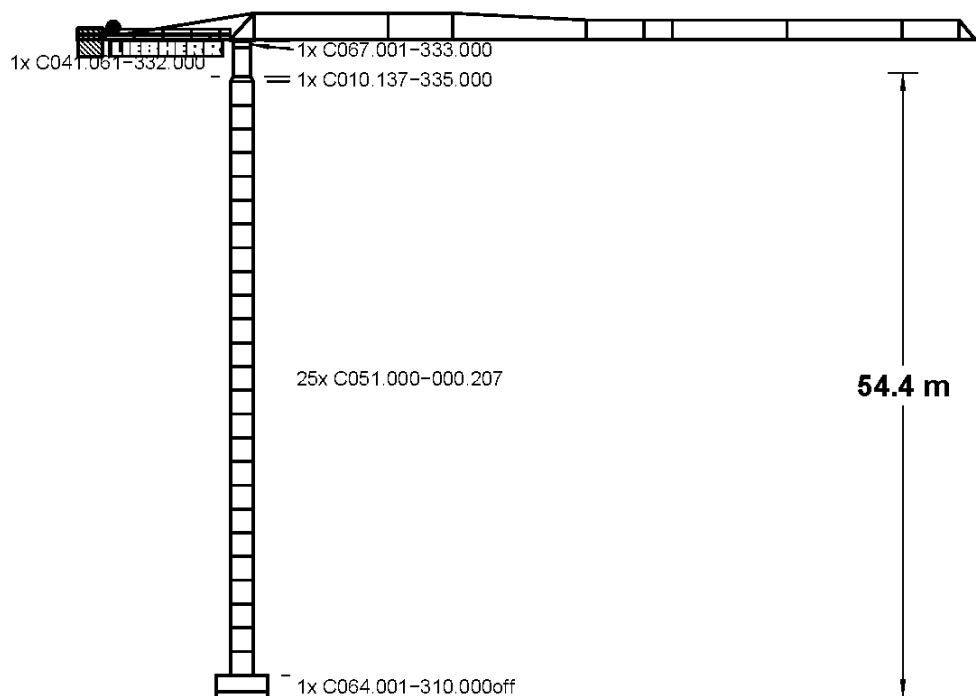 LIEBHERR
1x C067.001-333.000
1x C041.061-332.000
1x C010.137-335.000
25x C051.000-000.207
54.4 m
1x C064.001-310.000off